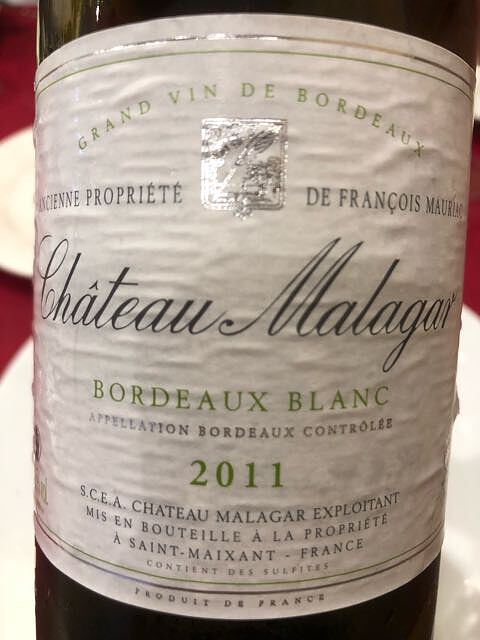 GRAND VIN DE BORDEAUX
ANCIENNE PROPRIÉTÉ DE FRANÇOIS MAURIAC
Château Malagar
BORDEAUX BLANC
APPELLATION BORDEAUX CONTRÔLÉE
2011
S.C.E.A. CHATEAU MALAGAR EXPLOITANT
MIS EN BOUTEILLE À LA PROPRIÉTÉ
À SAINT-MAIXANT - FRANCE
CONTIENT DES SULFITES
PRODUIT DE FRANCE